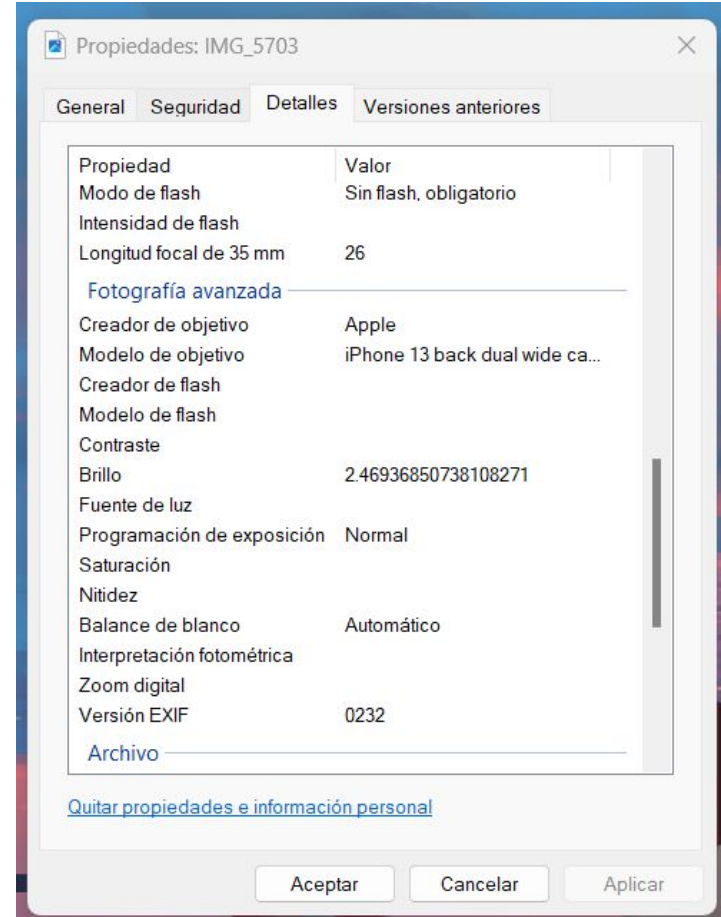 Propiedades: IMG_5703
General Seguridad Detalles Versiones anteriores
Propiedad Valor
Modo de flash Sin flash, obligatorio
Intensidad de flash
Longitud focal de 35 mm 26
Fotografía avanzada
Creador de objetivo Apple
Modelo de objetivo iPhone 13 back dual wide ca...
Creador de flash
Modelo de flash
Contraste
Brillo 2.46936850738108271
Fuente de luz
Programación de exposición Normal
Saturación
Nitidez
Balance de blanco Automático
Interpretación fotométrica
Zoom digital
Versión EXIF 0232
Archivo
Quitar propiedades e información personal
Aceptar Cancelar Aplicar